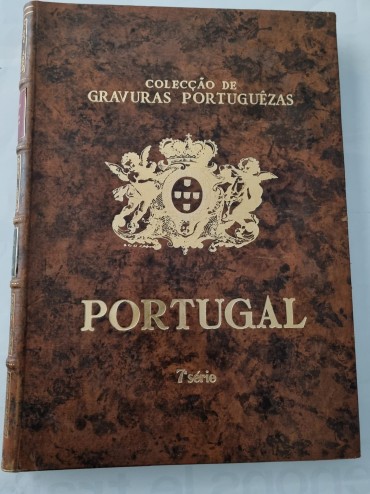 COLECÇÃO DE
GRAVURAS PORTUGUÊZAS
PORTUGAL
7ª série